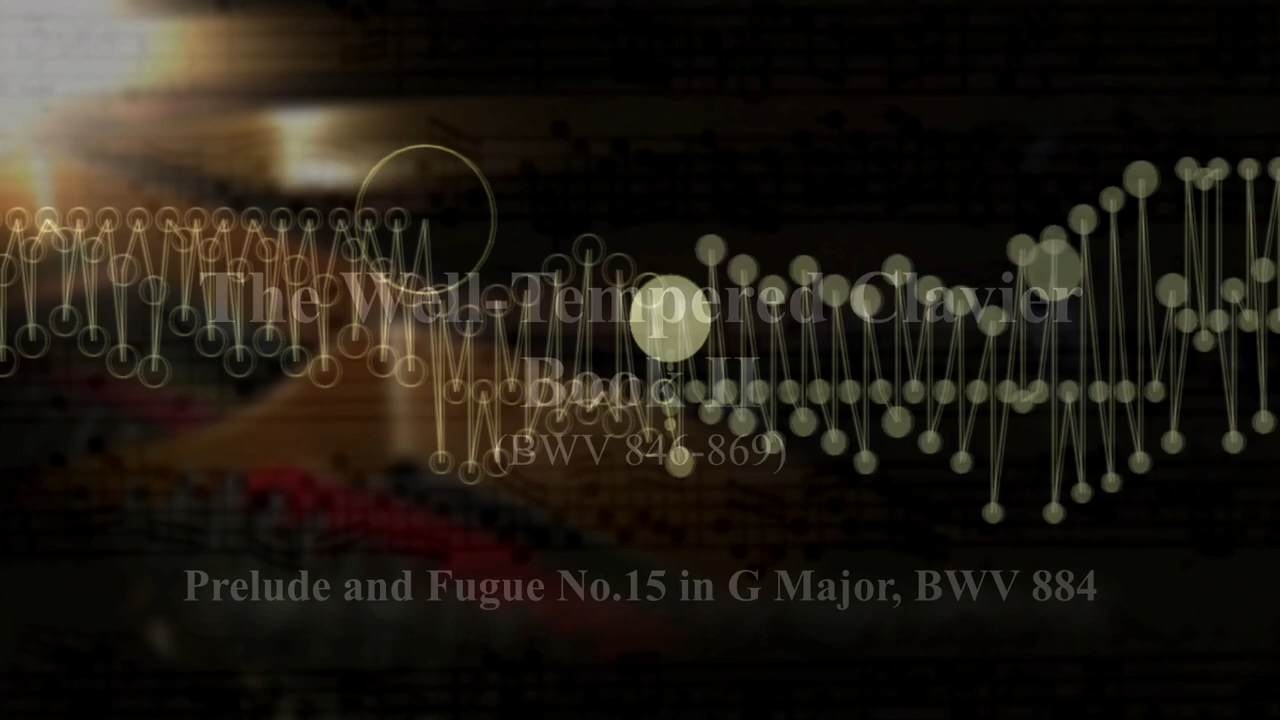 The Well-Tempered Clavier
Book II
(BWV 846-869)
Prelude and Fugue No.15 in G Major, BWV 884